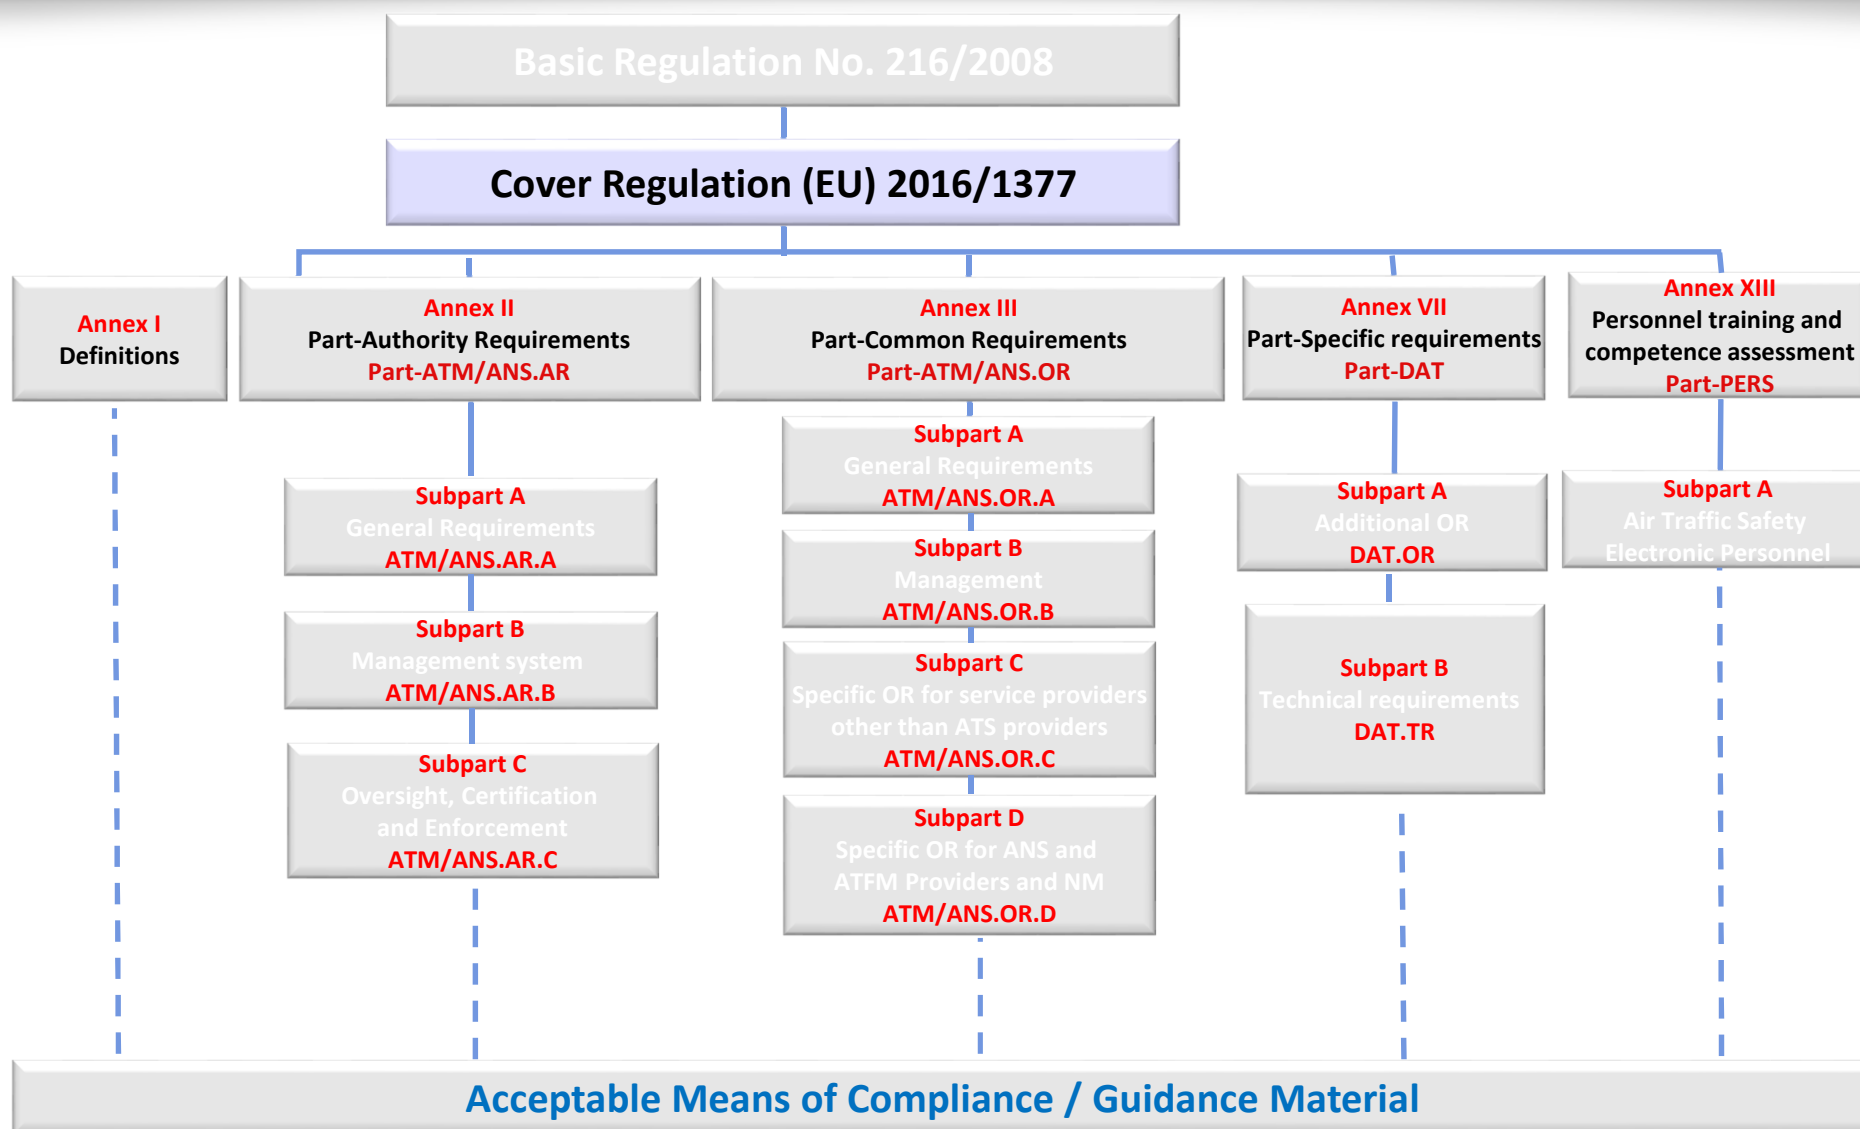 Basic Regulation No. 216/2008
Cover Regulation (EU) 2016/1377
Annex I
Definitions
Annex II
Part-Authority Requirements
Part-ATM/ANS.AR
Annex III
Part-Common Requirements
Part-ATM/ANS.OR
Annex VII
Part-Specific requirements
Part-DAT
Annex XIII
Personnel training and
competence assessment
Part-PERS
Subpart A
General Requirements
ATM/ANS.AR.A
Subpart B
Management system
ATM/ANS.AR.B
Subpart C
Oversight, Certification
and Enforcement
ATM/ANS.AR.C
Subpart A
General Requirements
ATM/ANS.OR.A
Subpart B
Management
ATM/ANS.OR.B
Subpart C
Specific OR for service providers
other than ATS providers
ATM/ANS.OR.C
Subpart D
Specific OR for ANS and
ATFM Providers and NM
ATM/ANS.OR.D
Subpart A
Additional OR
DAT.OR
Subpart B
Technical requirements
DAT.TR
Subpart A
Air Traffic Safety
Electronic Personnel
Acceptable Means of Compliance / Guidance Material